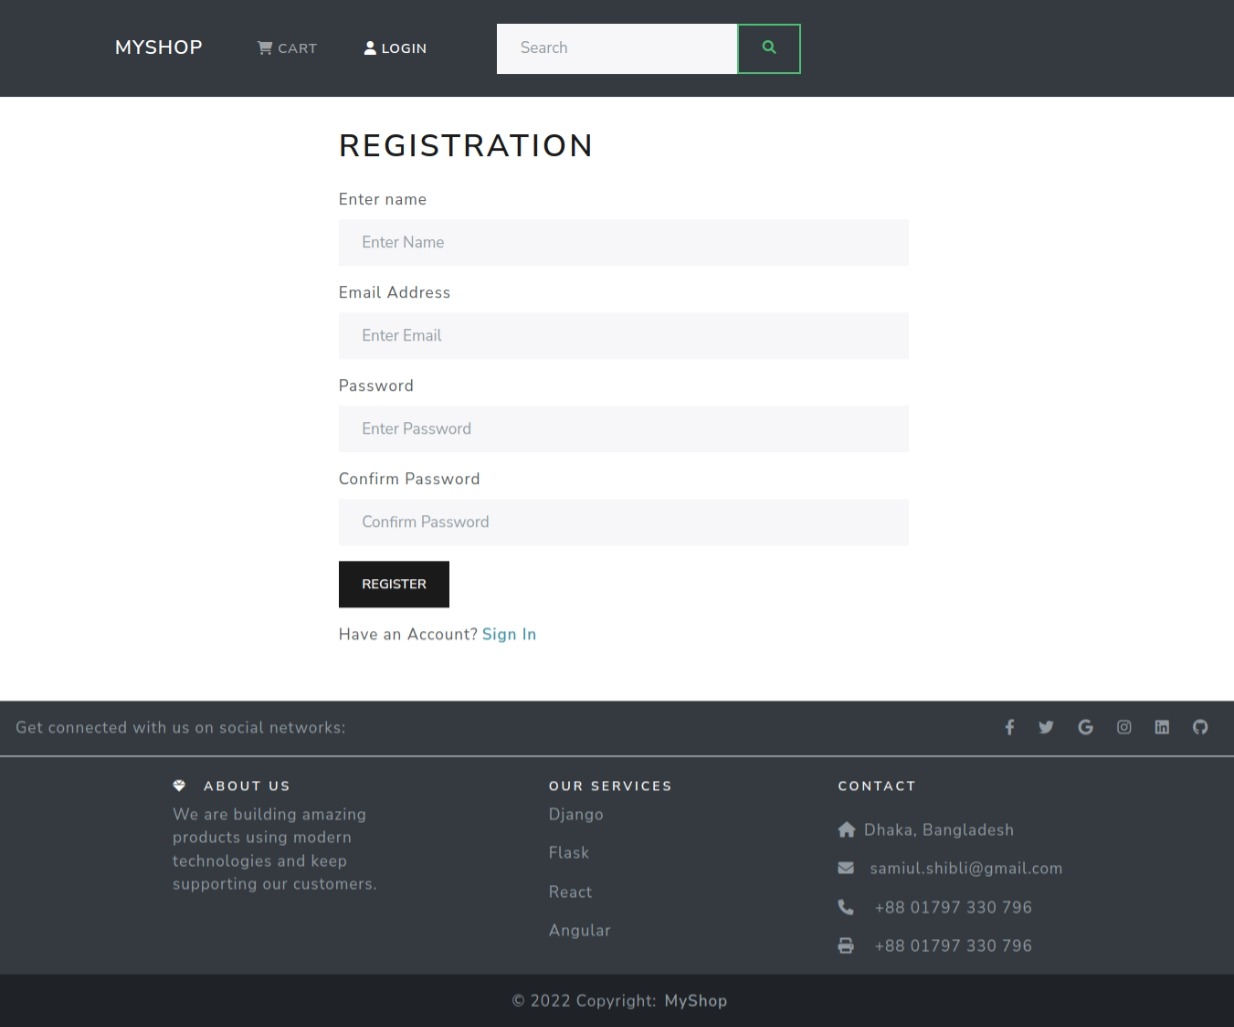 MYSHOP CART LOGIN Search
REGISTRATION
Enter name
Enter Name
Email Address
Enter Email
Password
Enter Password
Confirm Password
Confirm Password
REGISTER
Have an Account? Sign In
Get connected with us on social networks:
ABOUT US
We are building amazing
products using modern
technologies and keep
supporting our customers.
OUR SERVICES
Django
Flask
React
Angular
CONTACT
Dhaka, Bangladesh
samiul.shibli@gmail.com
+88 01797 330 796
+88 01797 330 796
© 2022 Copyright: MyShop